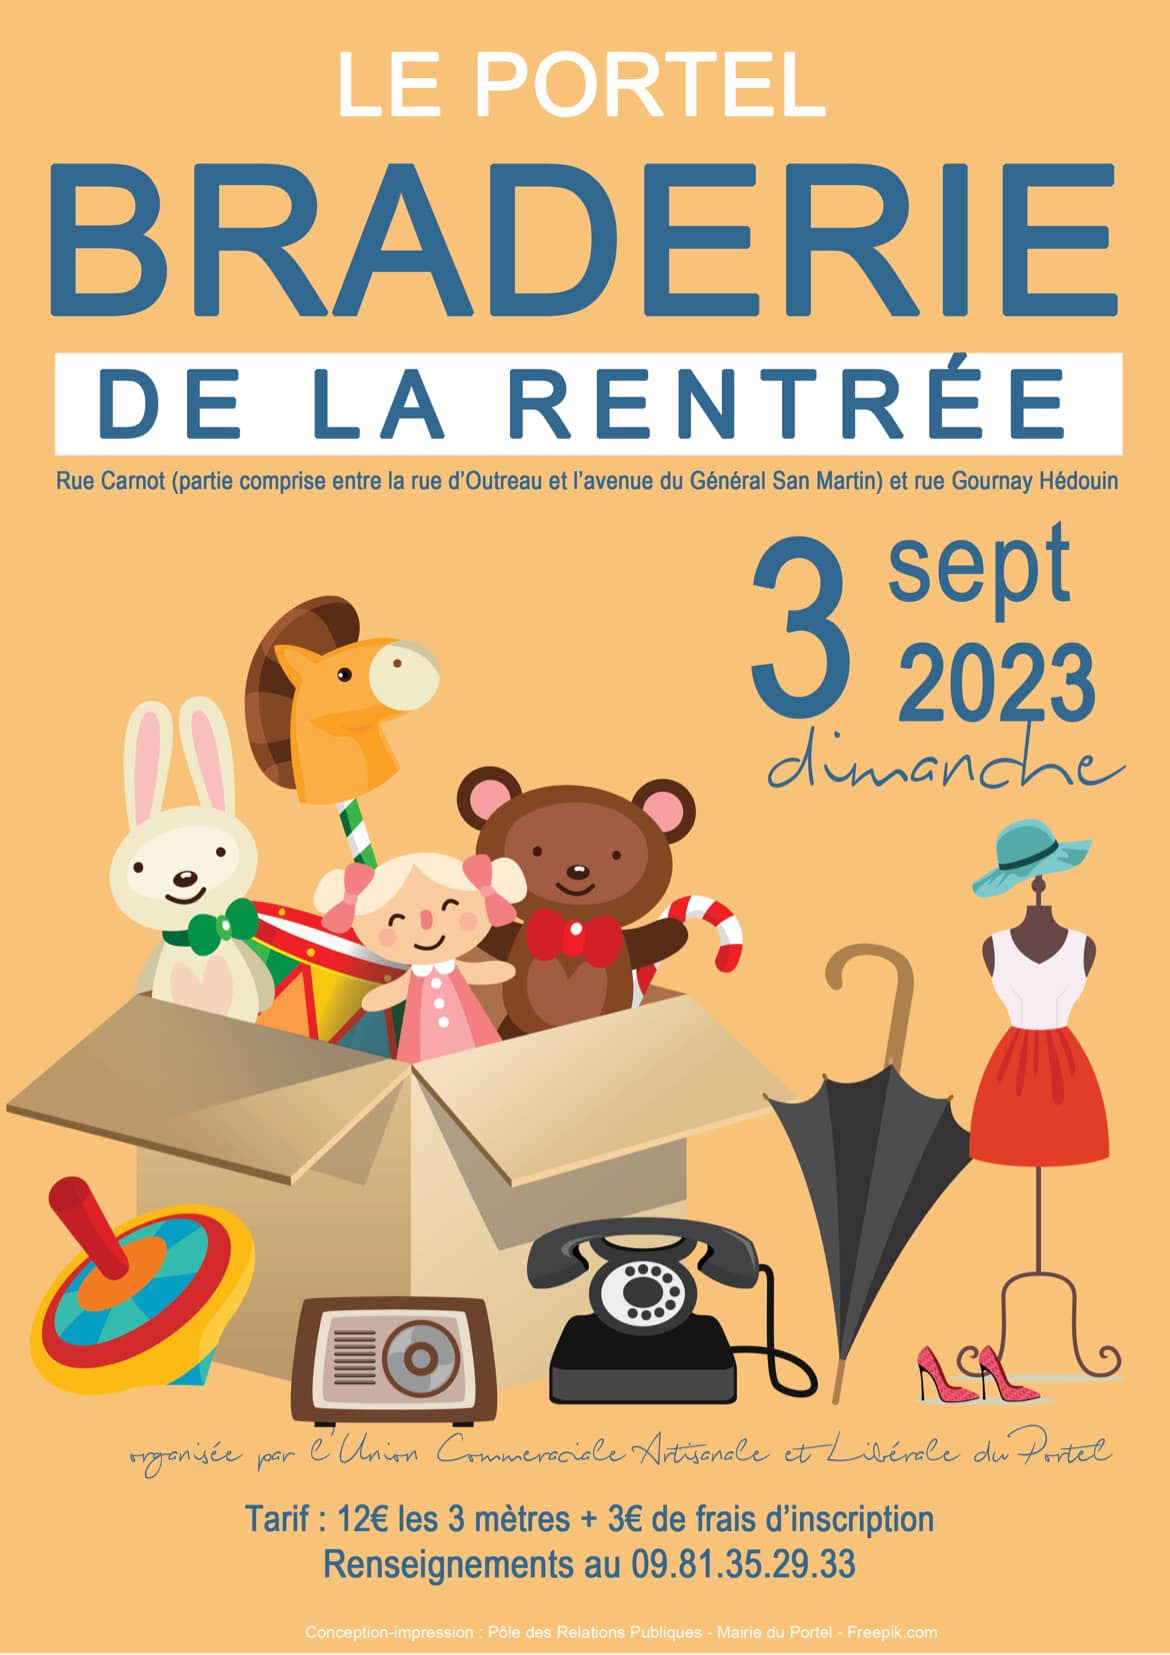 LE PORTEL
BRADERIE
DE LA RENTRÉE
Rue Carnot (partie comprise entre la rue d'Outreau et l'avenue du Général San Martin) et rue Gournay Hédouin
3 sept
2023
dimanche
organisée par l'Union Commeraciale Artisanale et Libérale du Portel
Tarif : 12€ les 3 mètres + 3€ de frais d'inscription
Renseignements au 09.81.35.29.33
Conception-impression : Pôle des Relations Publiques - Mairie du Portel - Freepik.com